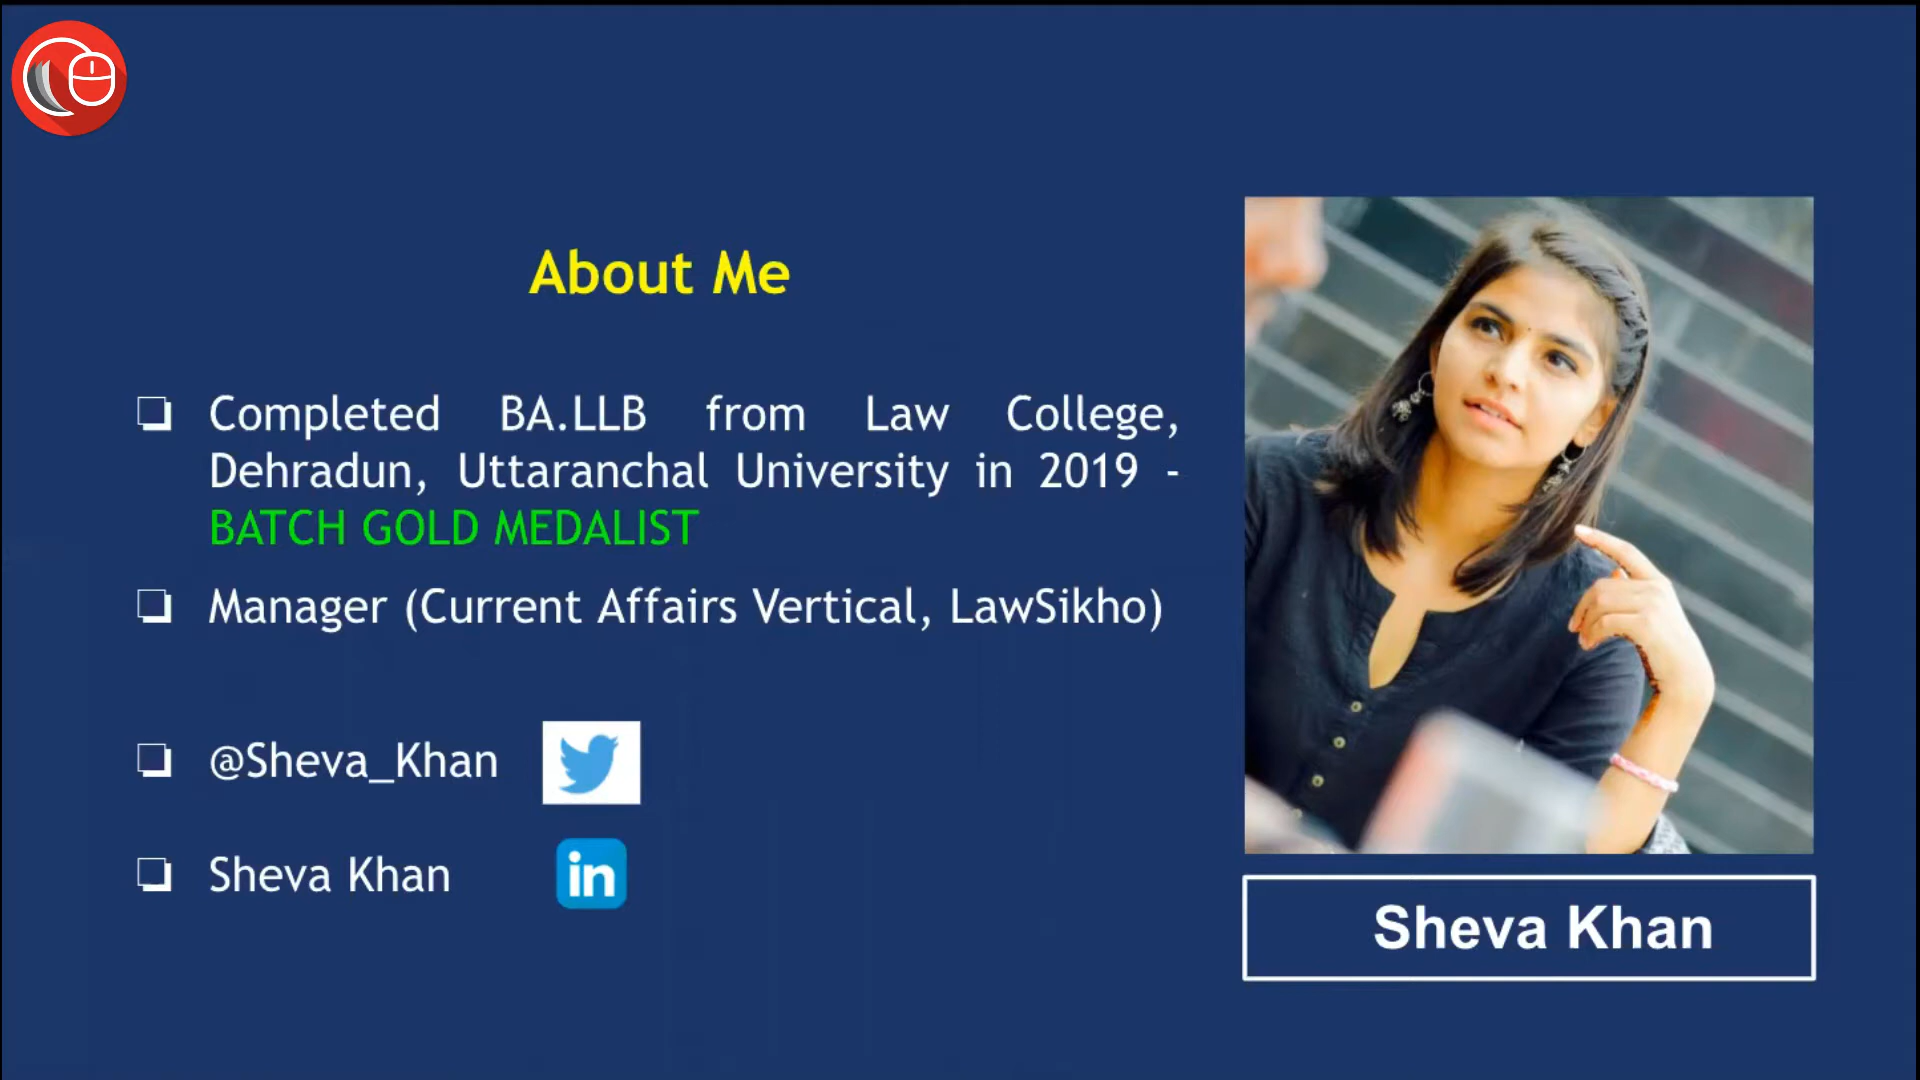 About Me
Completed BA.LLB from Law College,
Dehradun, Uttaranchal University in 2019 -
BATCH GOLD MEDALIST
Manager (Current Affairs Vertical, LawSikho)
@Sheva_Khan
Sheva Khan
in
Sheva Khan